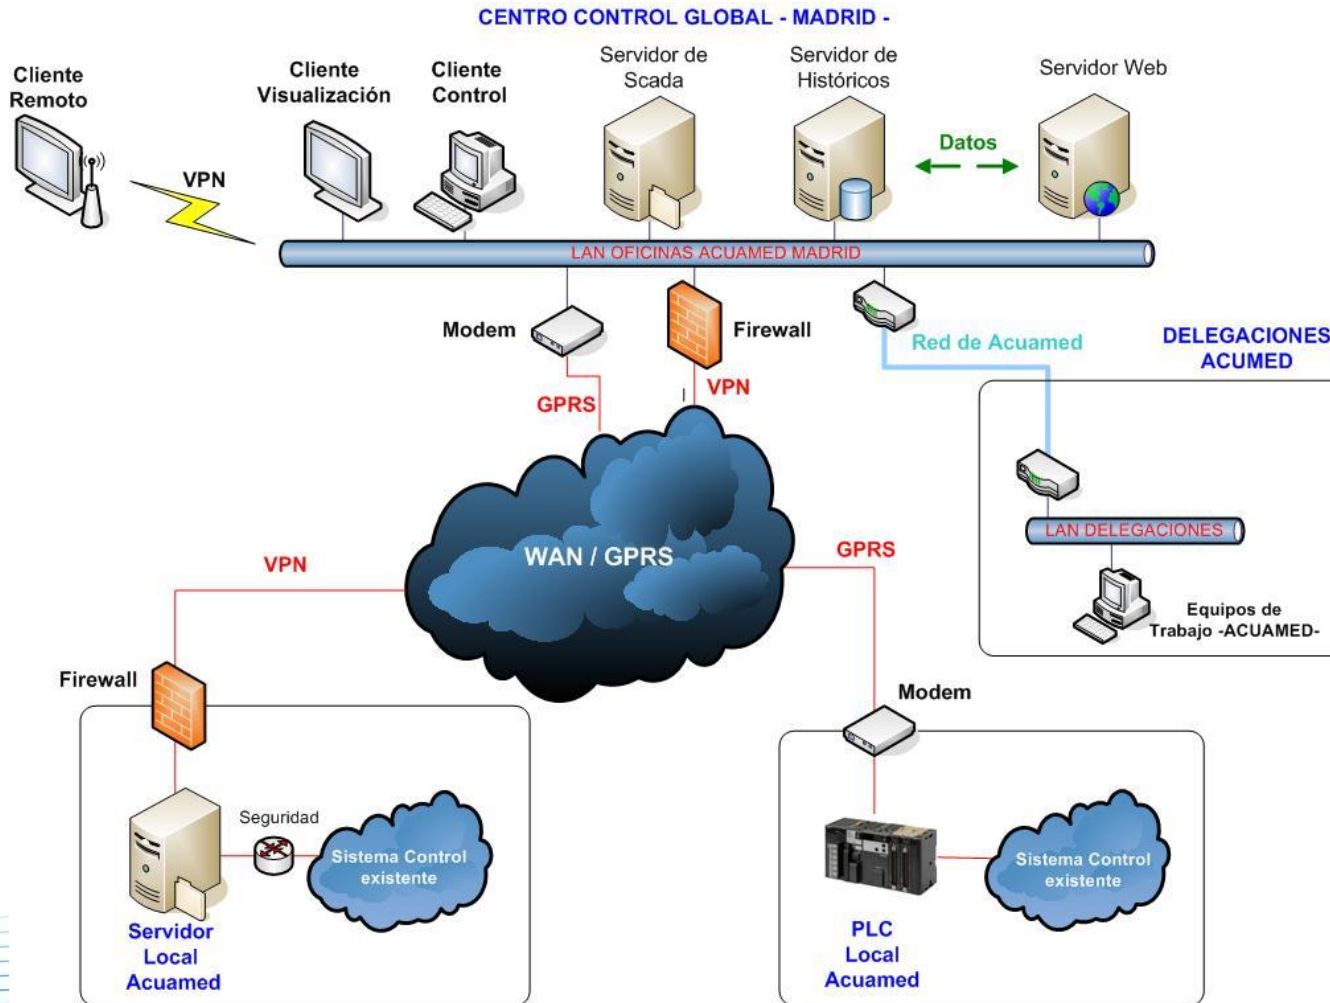 CENTRO CONTROL GLOBAL - MADRID -
Cliente
Remoto
Cliente
Visualización
Cliente
Control
Servidor de
Scada
Servidor de
Históricos
Servidor Web
Datos
VPN
LAN OFICINAS ACUAMED MADRID
Modem
Firewall
Red de Acuamed
DELEGACIONES
ACUMED
GPRS
VPN
LAN DELEGACIONES
WAN / GPRS
VPN
GPRS
Equipos de
Trabajo -ACUAMED-
Firewall
Modem
Seguridad
Sistema Control
existente
Sistema Control
existente
Servidor
Local
Acuamed
PLC
Local
Acuamed